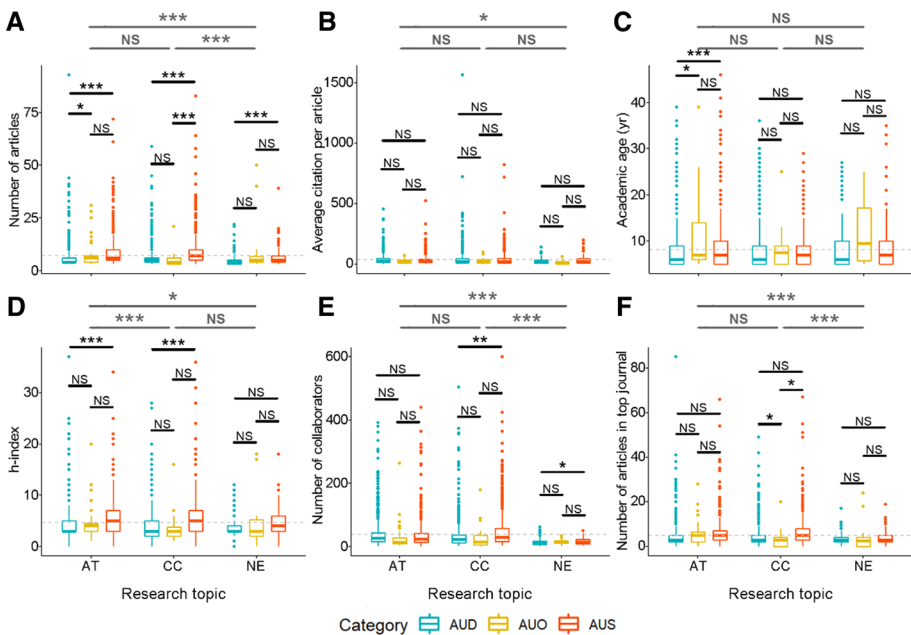 A
B
C
***
NS
***
*
NS
NS
NS
NS
NS
Number of articles
75
50
25
0
***
*
NS
***
NS
***
***
NS
NS
Average citation per article
1500
1000
500
0
NS
NS
NS
NS
NS
NS
NS
NS
NS
Academic age (yr)
40
30
20
10
***
*
NS
NS
NS
NS
NS
NS
NS
D
E
F
*
***
NS
***
NS
***
***
NS
***
h-index
30
20
10
0
***
NS
NS
***
NS
NS
NS
NS
NS
Number of collaborators
600
400
200
0
NS
NS
NS
**
NS
NS
*
NS
NS
Number of articles in top journal
80
60
40
20
0
NS
NS
NS
NS
*
*
NS
NS
NS
AT CC NE
AT CC NE
AT CC NE
Research topic
Research topic
Research topic
Category AUD AUO AUS